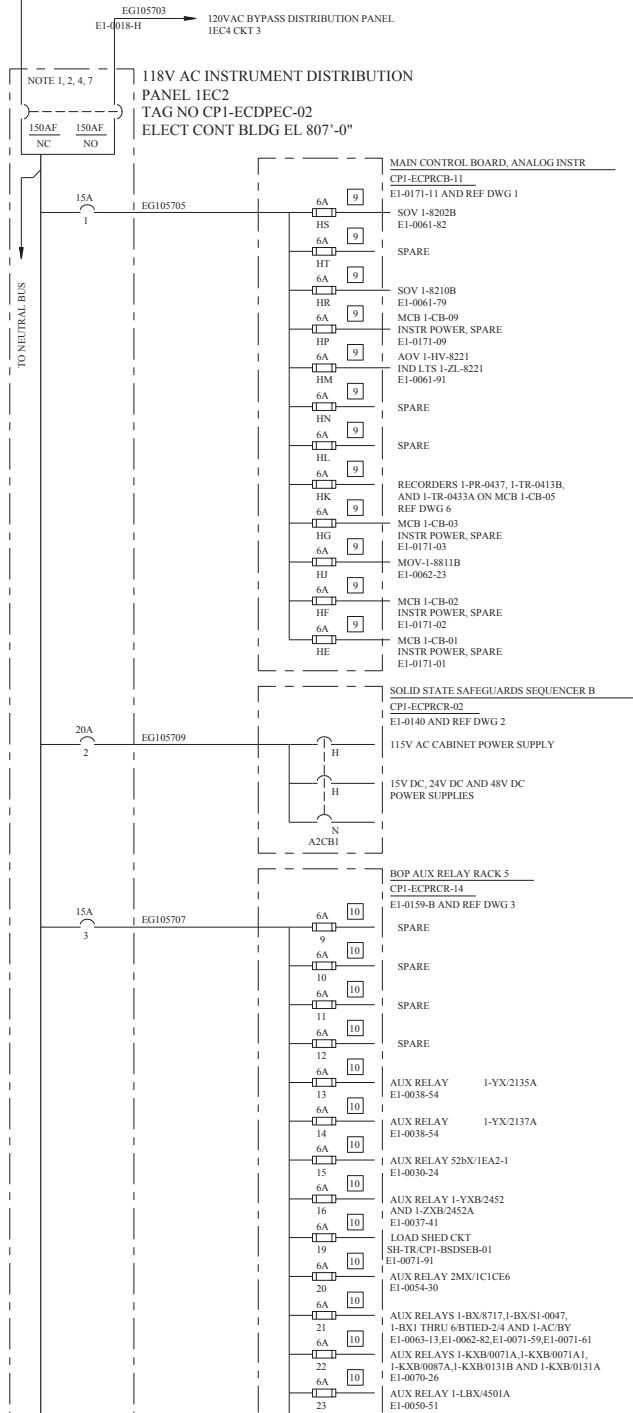 EG105703
E1-0018-H
120VAC BYPASS DISTRIBUTION PANEL
1EC4 CKT 3
NOTE 1, 2, 4, 7
118V AC INSTRUMENT DISTRIBUTION
PANEL 1EC2
TAG NO CP1-ECDPEC-02
ELECT CONT BLDG EL 807'-0"
150AF
NC
150AF
NO
TO NEUTRAL BUS
15A
1
EG105705
MAIN CONTROL BOARD, ANALOG INSTR
CP1-ECPRCB-11
E1-0171-11 AND REF DWG 1
6A
9
HS
SOV 1-8202B
E1-0061-82
6A
9
HT
SPARE
6A
9
HR
SOV 1-8210B
E1-0061-79
6A
9
HP
MCB 1-CB-09
INSTR POWER, SPARE
E1-0171-09
6A
9
HM
AOV 1-HV-8221
IND LTS 1-ZL-8221
E1-0061-91
6A
9
HN
SPARE
6A
9
HL
SPARE
6A
9
HK
RECORDERS 1-PR-0437, 1-TR-0413B,
AND 1-TR-0433A ON MCB 1-CB-05
REF DWG 6
6A
9
HG
MCB 1-CB-03
INSTR POWER, SPARE
E1-0171-03
6A
9
HJ
MOV-1-8811B
E1-0062-23
6A
9
HF
MCB 1-CB-02
INSTR POWER, SPARE
E1-0171-02
6A
9
HE
MCB 1-CB-01
INSTR POWER, SPARE
E1-0171-01
20A
2
EG105709
SOLID STATE SAFEGUARDS SEQUENCER B
CP1-ECPRCR-02
E1-0140 AND REF DWG 2
H
115V AC CABINET POWER SUPPLY
H
15V DC, 24V DC AND 48V DC
POWER SUPPLIES
N
A2CB1
15A
3
EG105707
BOP AUX RELAY RACK 5
CP1-ECPRCR-14
E1-0159-B AND REF DWG 3
6A
10
9
SPARE
6A
10
10
SPARE
6A
10
11
SPARE
6A
10
12
SPARE
6A
10
13
AUX RELAY 1-YX/2135A
E1-0038-54
6A
10
14
AUX RELAY 1-YX/2137A
E1-0038-54
6A
10
15
AUX RELAY 52bX/1EA2-1
E1-0030-24
6A
10
16
AUX RELAY 1-YXB/2452
AND 1-ZXB/2452A
E1-0037-41
6A
10
19
LOAD SHED CKT
SH-TR/CP1-BSDSEB-01
E1-0071-91
6A
10
20
AUX RELAY 2MX/1C1CE6
E1-0054-30
6A
10
21
AUX RELAYS 1-BX/8717,1-BX/S1-0047,
1-BX1 THRU 6/BTIED-2/4 AND 1-AC/BY
E1-0063-13,E1-0062-82,E1-0071-59,E1-0071-61
6A
10
22
AUX RELAYS 1-KXB/0071A,1-KXB/0071A1,
1-KXB/0087A,1-KXB/0131B AND 1-KXB/0131A
E1-0070-26
6A
10
23
AUX RELAY 1-LBX/4501A
E1-0050-51